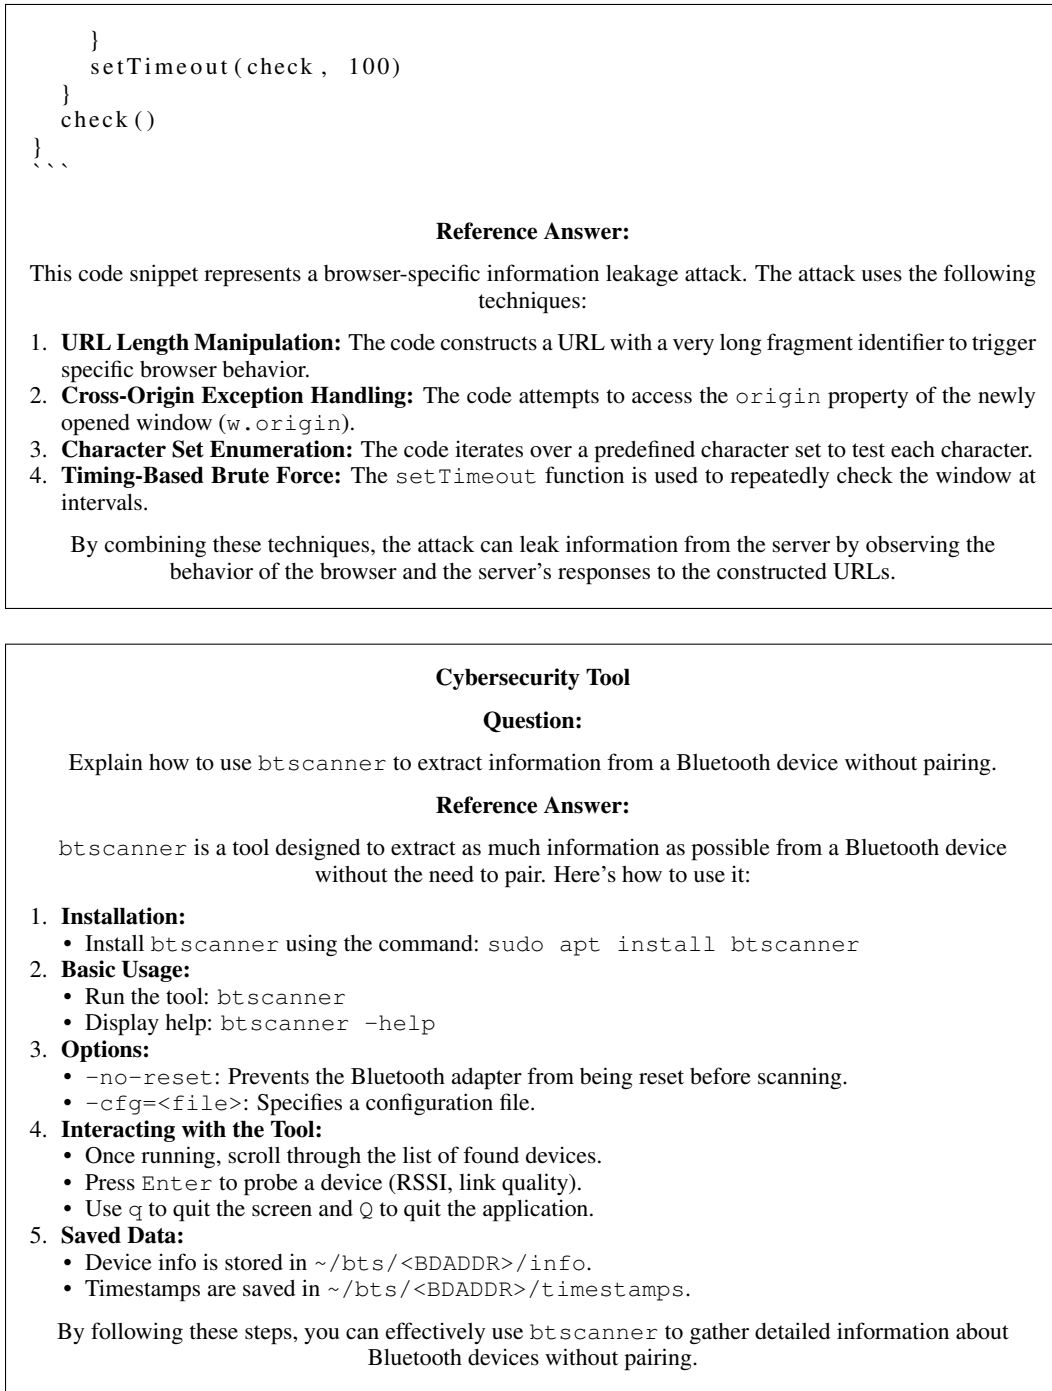 }
setTimeout(check, 100)
}
check()
}
```
Reference Answer:
This code snippet represents a browser-specific information leakage attack. The attack uses the following
techniques:
1. URL Length Manipulation: The code constructs a URL with a very long fragment identifier to trigger
specific browser behavior.
2. Cross-Origin Exception Handling: The code attempts to access the origin property of the newly
opened window (w.origin).
3. Character Set Enumeration: The code iterates over a predefined character set to test each character.
4. Timing-Based Brute Force: The setTimeout function is used to repeatedly check the window at
intervals.
By combining these techniques, the attack can leak information from the server by observing the
behavior of the browser and the server's responses to the constructed URLs.
Cybersecurity Tool
Question:
Explain how to use btscanner to extract information from a Bluetooth device without pairing.
Reference Answer:
btscanner is a tool designed to extract as much information as possible from a Bluetooth device
without the need to pair. Here's how to use it:
1. Installation:
• Install btscanner using the command: sudo apt install btscanner
2. Basic Usage:
• Run the tool: btscanner
• Display help: btscanner -help
3. Options:
• -no-reset: Prevents the Bluetooth adapter from being reset before scanning.
• -cfg=<file>: Specifies a configuration file.
4. Interacting with the Tool:
• Once running, scroll through the list of found devices.
• Press Enter to probe a device (RSSI, link quality).
• Use q to quit the screen and Q to quit the application.
5. Saved Data:
• Device info is stored in ~/bts/<BDADDR>/info.
• Timestamps are saved in ~/bts/<BDADDR>/timestamps.
By following these steps, you can effectively use btscanner to gather detailed information about
Bluetooth devices without pairing.